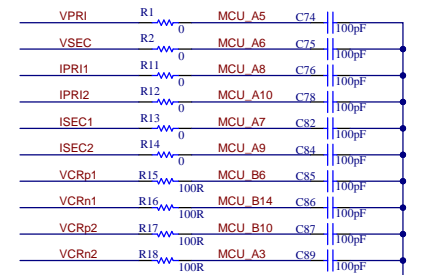 VPRI R1 0 MCU_A5 C74 100pF
VSEC R2 0 MCU_A6 C75 100pF
IPRI1 R11 0 MCU_A8 C76 100pF
IPRI2 R12 0 MCU_A10 C78 100pF
ISEC1 R13 0 MCU_A7 C82 100pF
ISEC2 R14 0 MCU_A9 C84 100pF
VCRp1 R15 100R MCU_B6 C85 100pF
VCRn1 R16 100R MCU_B14 C86 100pF
VCRp2 R17 100R MCU_B10 C87 100pF
VCRn2 R18 100R MCU_A3 C89 100pF